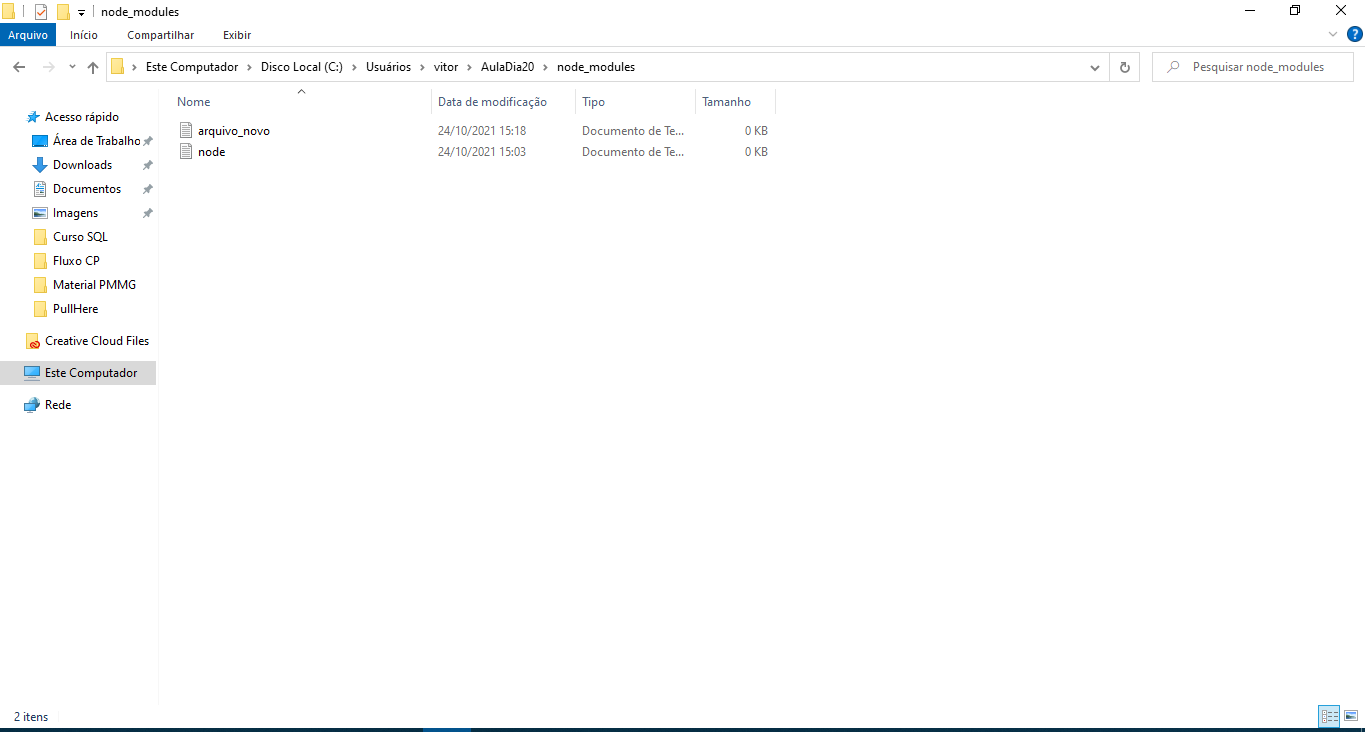 node_modules
Arquivo Início Compartilhar Exibir
Este Computador Disco Local (C:) Usuários vitor AulaDia20 node_modules
Pesquisar node_modules
Nome Data de modificação Tipo Tamanho
arquivo_novo 24/10/2021 15:18 Documento de Te... 0 KB
node 24/10/2021 15:03 Documento de Te... 0 KB
Acesso rápido
Área de Trabalho
Downloads
Documentos
Imagens
Curso SQL
Fluxo CP
Material PMMG
PullHere
Creative Cloud Files
Este Computador
Rede
2 itens